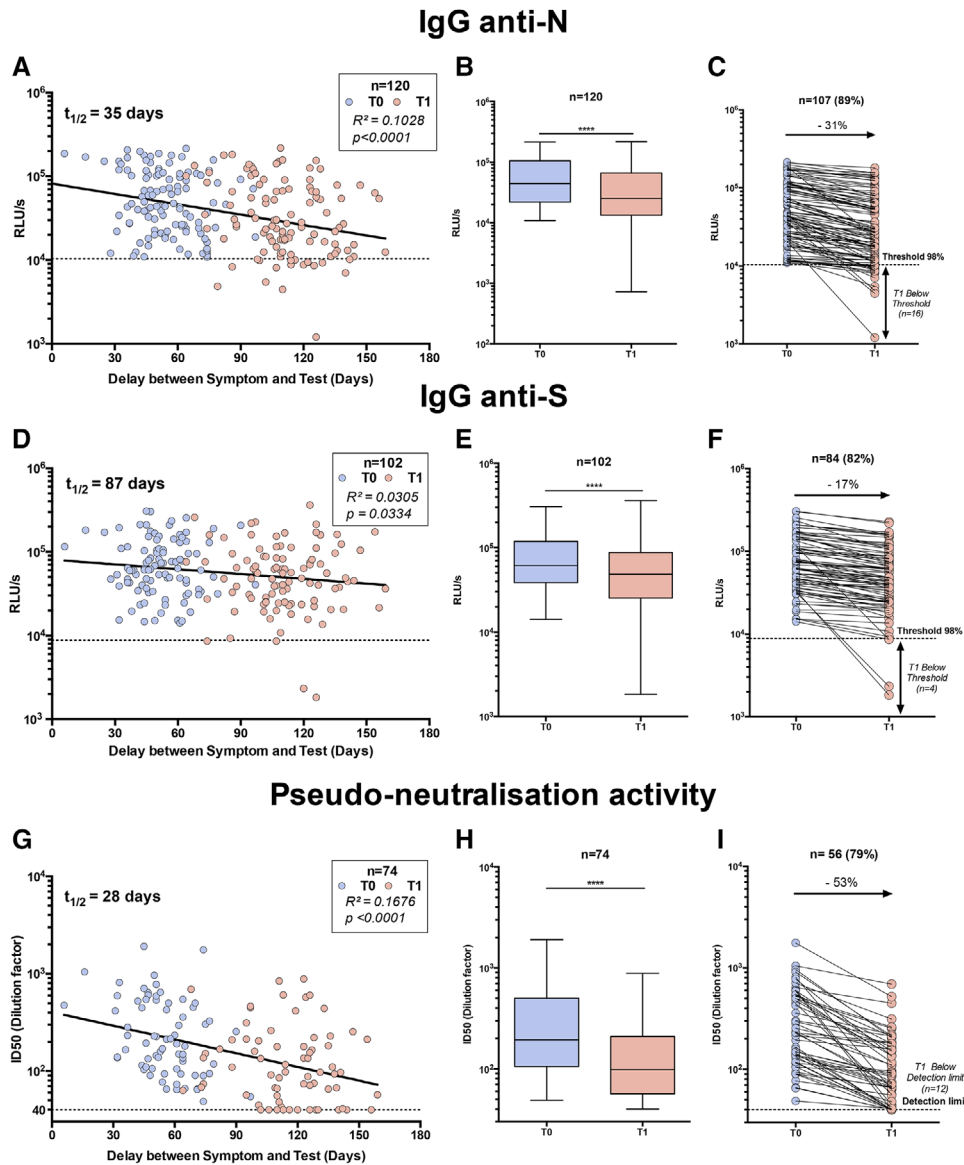 IgG anti-N
A
B
C
n=120
T0 T1
R² = 0.1028
p<0.0001
t1/2 = 35 days
10⁶
10⁵
10⁴
10³
RLU/s
0 30 60 90 120 150 180
Delay between Symptom and Test (Days)
n=120
****
10⁶
10⁵
10⁴
10³
10²
RLU/s
T0 T1
n=107 (89%)
- 31%
10⁶
10⁵
10⁴
10³
RLU/s
Threshold 98%
T1 Below
Threshold
(n=16)
T0 T1
IgG anti-S
D
E
F
n=102
T0 T1
R² = 0.0305
p = 0.0334
t1/2 = 87 days
10⁶
10⁵
10⁴
10³
RLU/s
0 30 60 90 120 150 180
Delay between Symptom and Test (Days)
n=102
****
10⁶
10⁵
10⁴
10³
RLU/s
T0 T1
n=84 (82%)
- 17%
10⁶
10⁵
10⁴
10³
RLU/s
Threshold 98%
T1 Below
Threshold
(n=4)
T0 T1
Pseudo-neutralisation activity
G
H
I
n=74
T0 T1
R² = 0.1676
p <0.0001
t1/2 = 28 days
10⁴
10³
10²
40
ID50 (Dilution factor)
0 30 60 90 120 150 180
Delay between Symptom and Test (Days)
n=74
****
10⁴
10³
10²
ID50 (Dilution factor)
T0 T1
n= 56 (79%)
- 53%
10⁴
10³
10²
ID50 (Dilution factor)
T1 Below
Detection limit
(n=12)
Detection limi
T0 T1